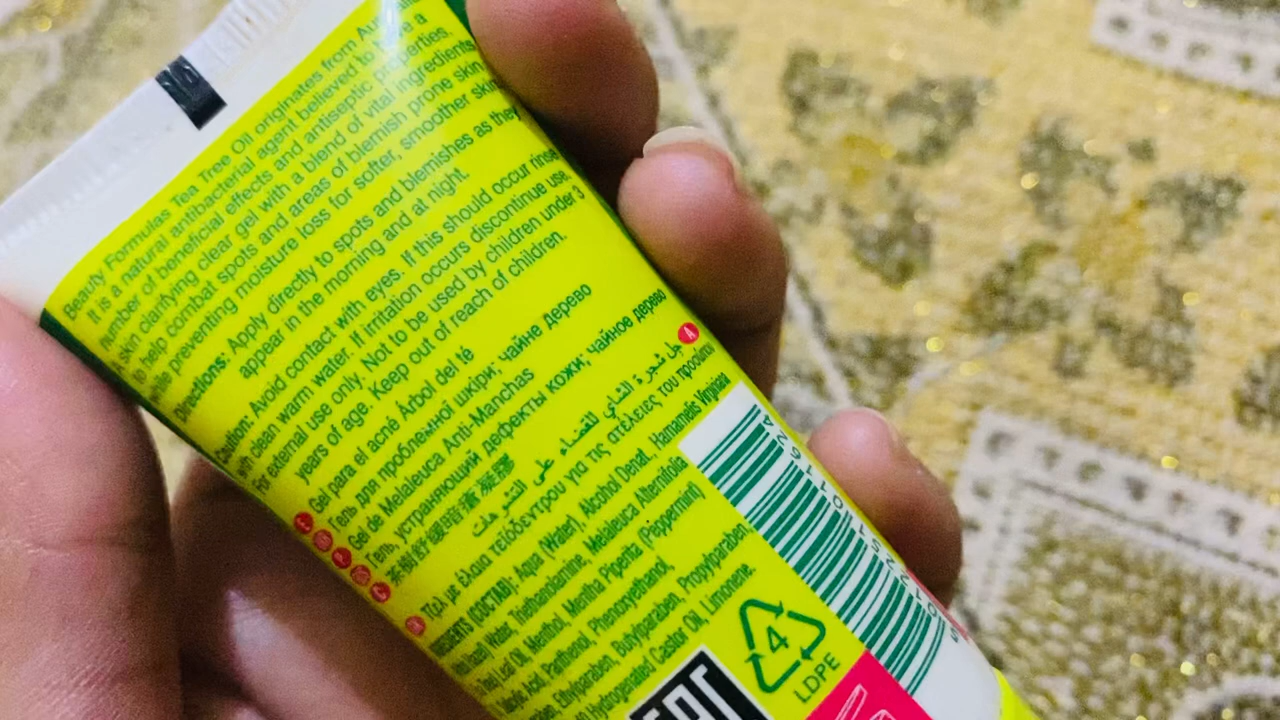 Beauty Formulas Tea Tree Oil originates from
It is a natural antibacterial agent believed to have a
number of beneficial effects and antiseptic properties.
skin clarifying clear gel with a blend of vital ingredients
to help combat spots and areas of blemish prone skin
while preventing moisture loss for softer, smoother skin
Directions: Apply directly to spots and blemishes as they
appear in the morning and at night.
Caution: Avoid contact with eyes. If this should occur rinse
with clean warm water. If irritation occurs discontinue use.
For external use only. Not to be used by children under 3
years of age. Keep out of reach of children.
Gel para el acné Arbol del té
Гель для проблемної шкіри; чайне дерево
Gel de Melaleuca Anti-Manchas
Гель, устраняющий дефекты кожи; чайное дерево
A جل شجرة الشاي للقضاء على
Τζελ με έλαιο τεϊόδεντρου για τις ατέλειες του προσώπου
(СОСТАВ): Aqua (Water), Alcohol Denat., Hamamelis Virginiana
Water, Triethanolamine, Melaleuca Alternifolia
Leaf Oil, Menthol, Mentha Piperita (Peppermint)
Panthenol, Phenoxyethanol,
Ethylparaben, Butylparaben, Propylparaben
Hydrogenated Castor Oil, Limonene.
4
LDPE